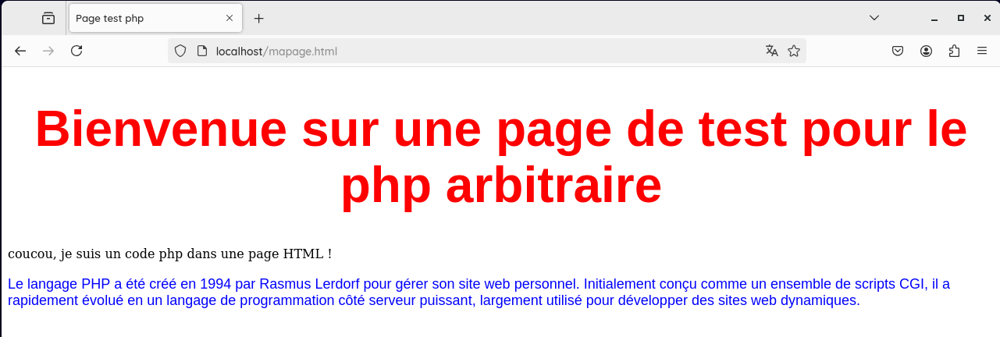 Page test php
localhost/mapage.html
Bienvenue sur une page de test pour le
php arbitraire
coucou, je suis un code php dans une page HTML !
Le langage PHP a été créé en 1994 par Rasmus Lerdorf pour gérer son site web personnel. Initialement conçu comme un ensemble de scripts CGI, il a
rapidement évolué en un langage de programmation côté serveur puissant, largement utilisé pour développer des sites web dynamiques.